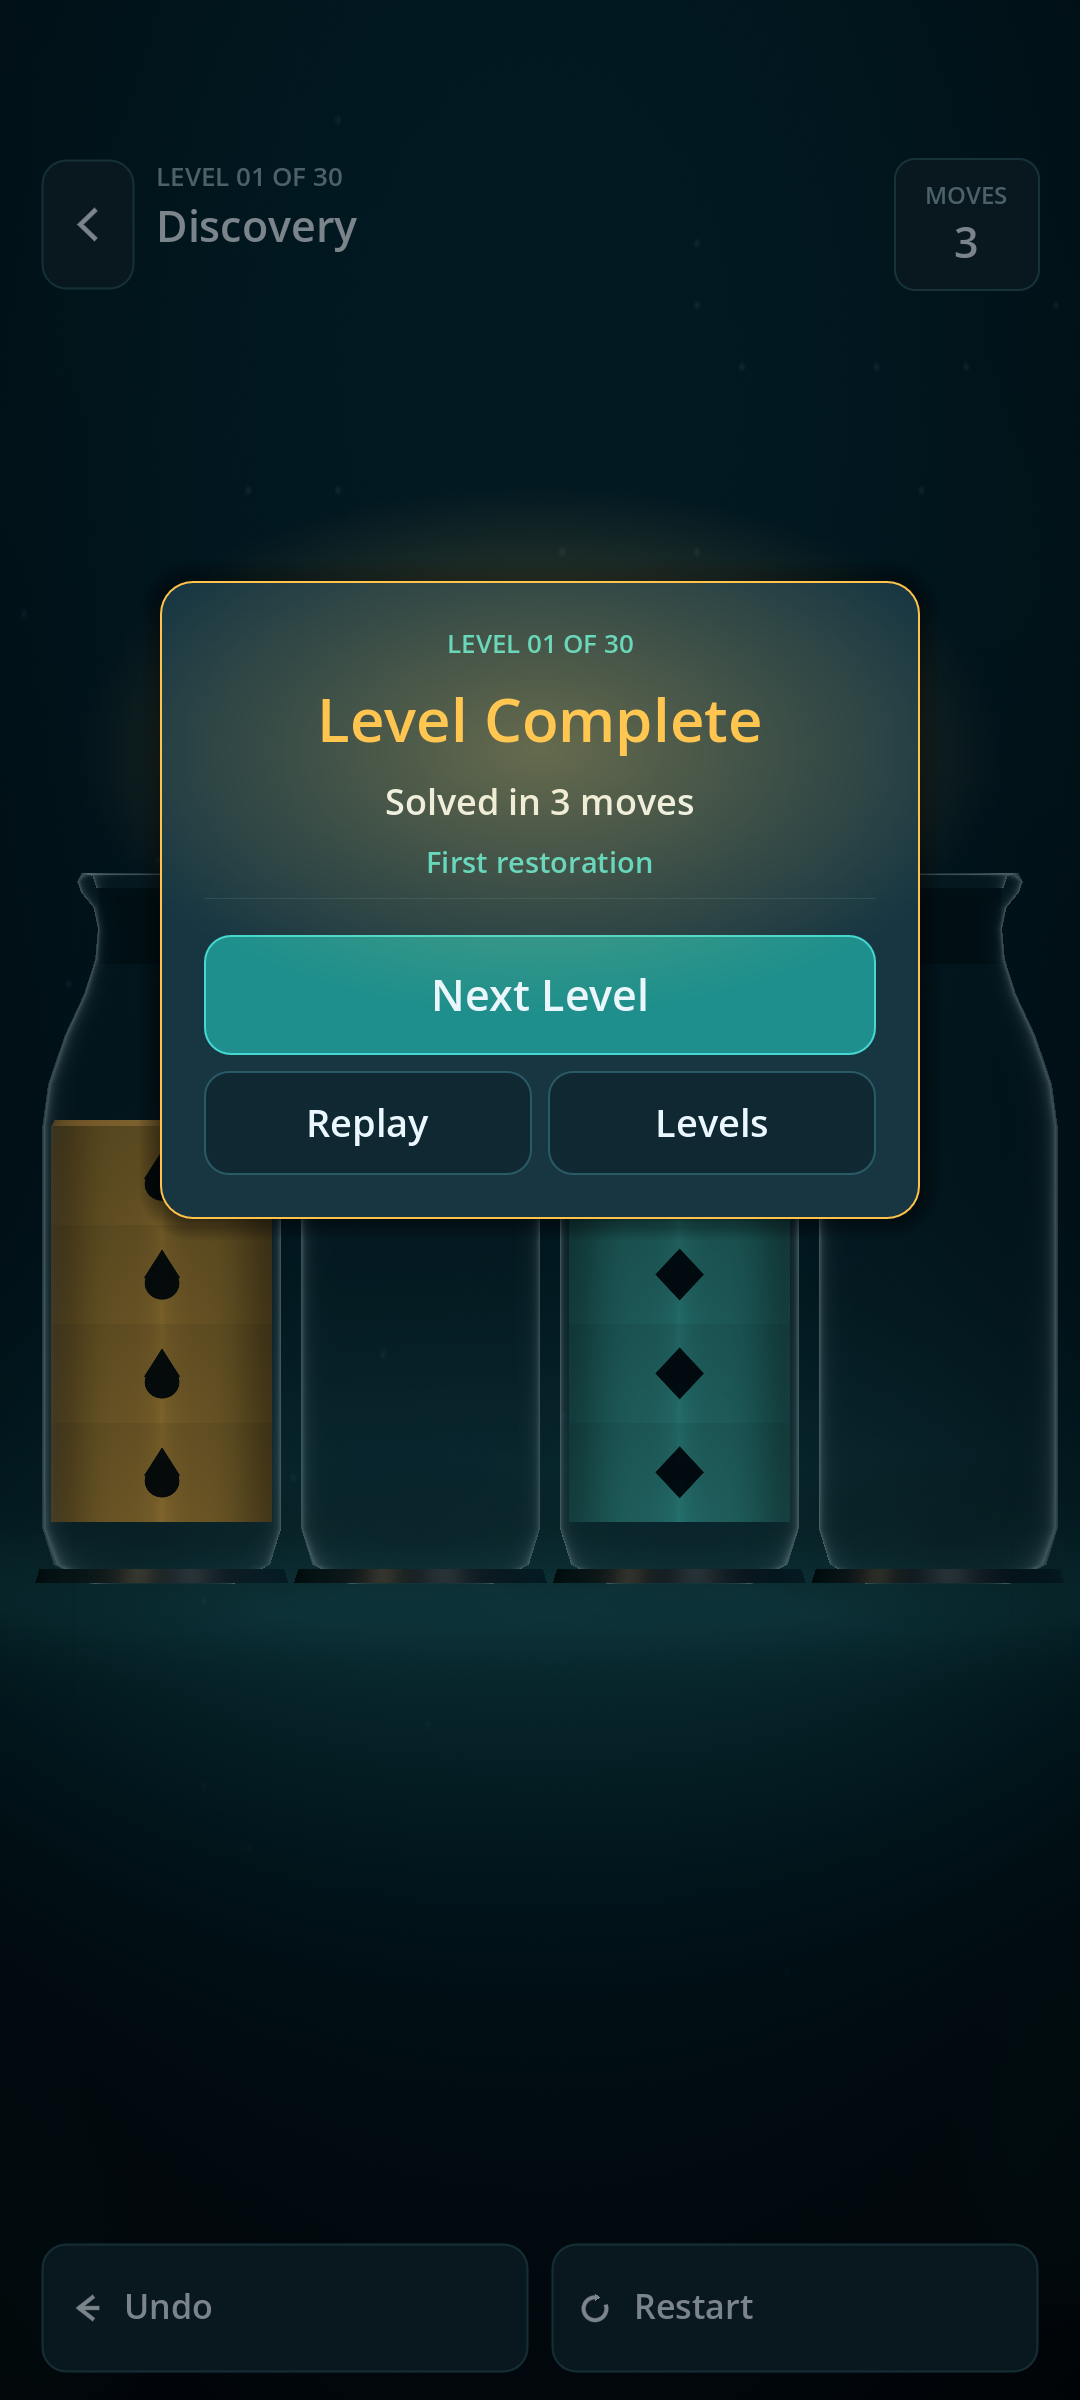 LEVEL 01 OF 30
Discovery
MOVES
3
LEVEL 01 OF 30
Level Complete
Solved in 3 moves
First restoration
Next Level
Replay
Levels
Undo
Restart